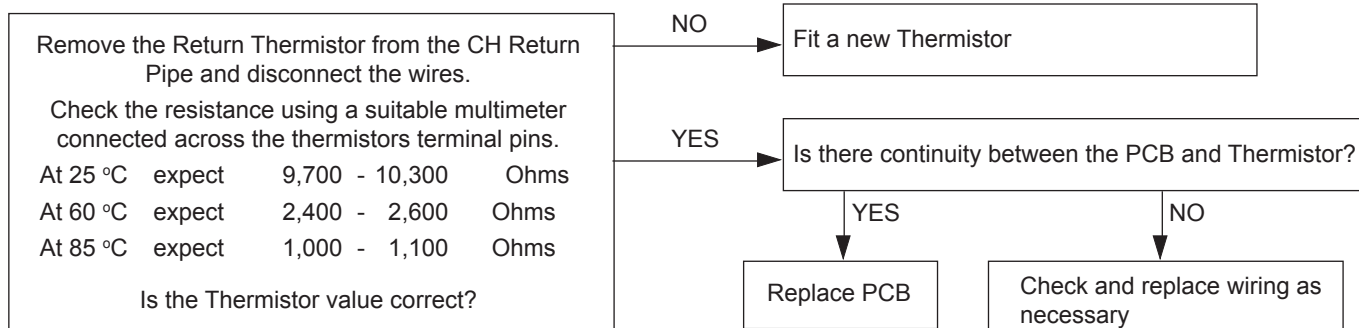 Remove the Return Thermistor from the CH Return
Pipe and disconnect the wires.
Check the resistance using a suitable multimeter
connected across the thermistors terminal pins.
At 25 °C expect 9,700 - 10,300 Ohms
At 60 °C expect 2,400 - 2,600 Ohms
At 85 °C expect 1,000 - 1,100 Ohms
Is the Thermistor value correct?
NO
Fit a new Thermistor
YES
Is there continuity between the PCB and Thermistor?
YES
NO
Replace PCB
Check and replace wiring as
necessary